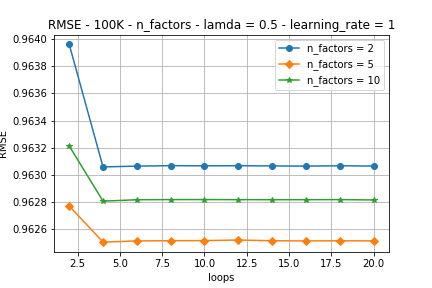 RMSE - 100K - n_factors - lamda = 0.5 - learning_rate = 1
n_factors = 2
n_factors = 5
n_factors = 10
0.9640
0.9638
0.9636
0.9634
0.9632
0.9630
0.9628
0.9626
RMSE
2.5 5.0 7.5 10.0 12.5 15.0 17.5 20.0
loops